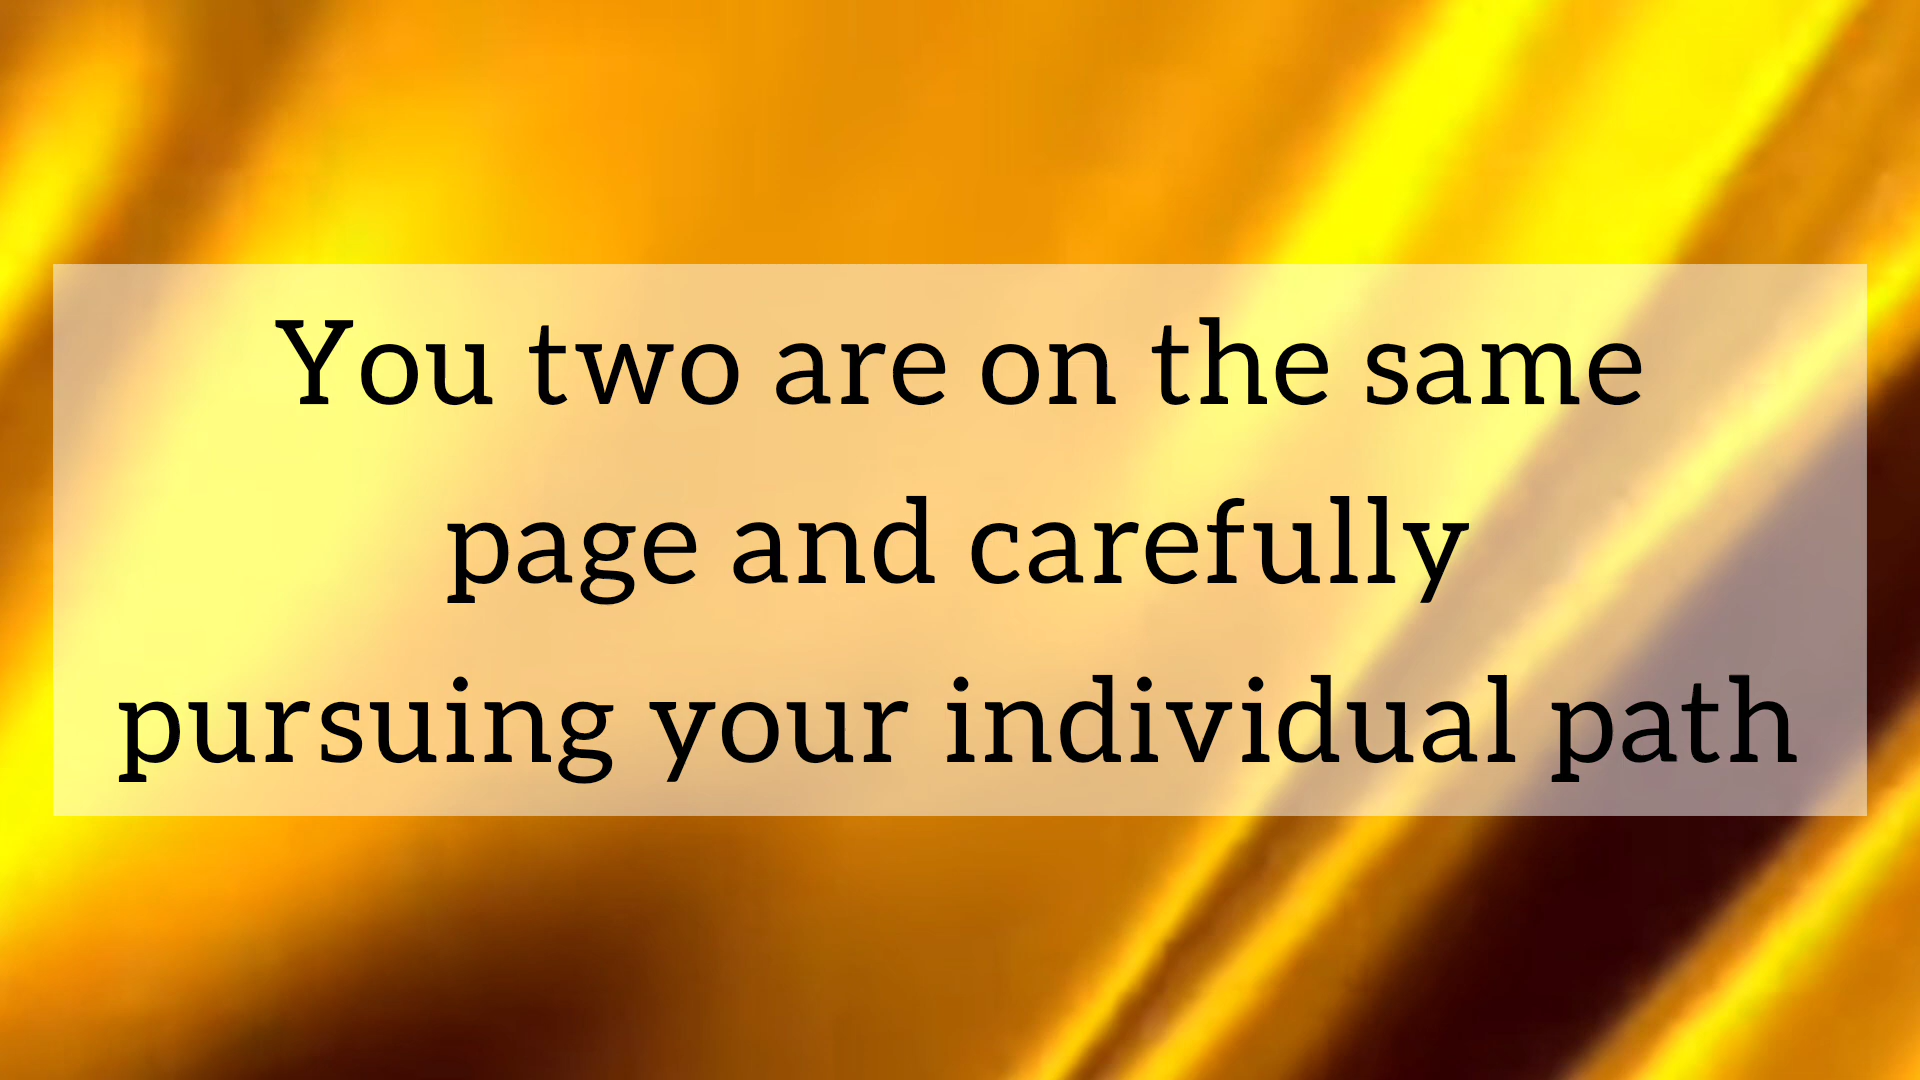 You two are on the same
page and carefully
pursuing your individual path